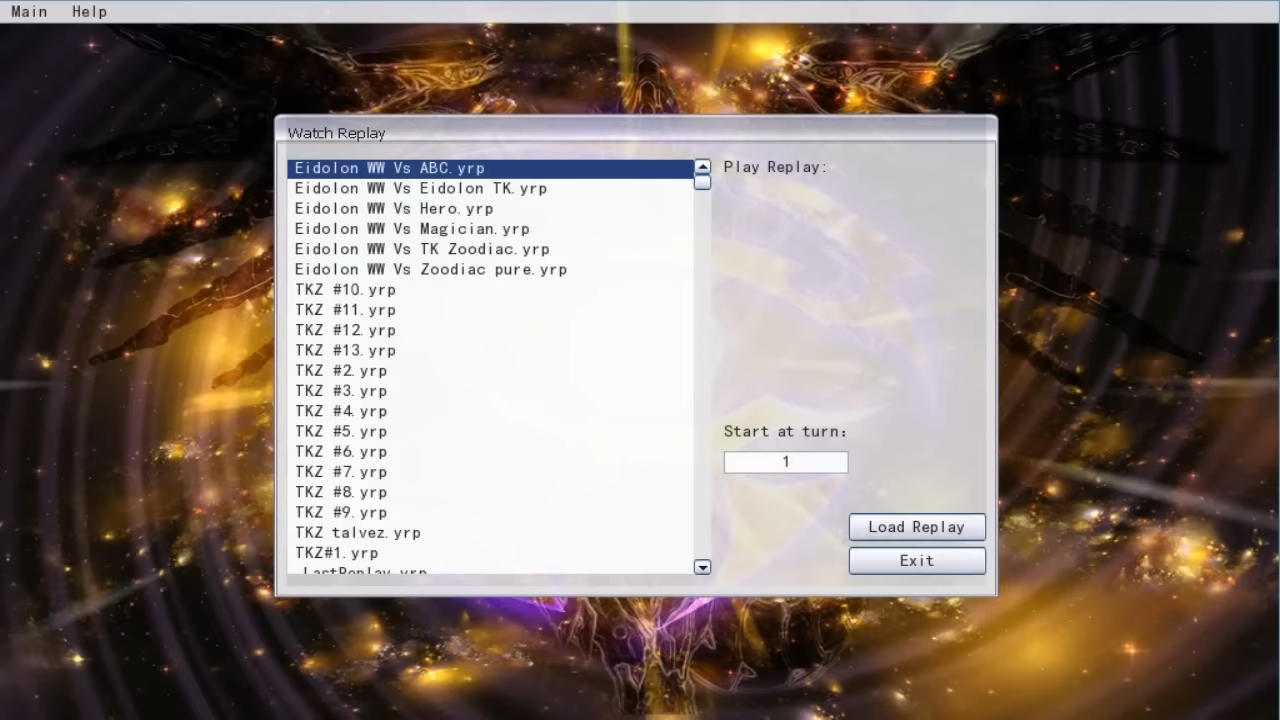 Main Help
Watch Replay
Eidolon WW Vs ABC.yrp
Eidolon WW Vs Eidolon TK.yrp
Eidolon WW Vs Hero.yrp
Eidolon WW Vs Magician.yrp
Eidolon WW Vs TK Zoodiac.yrp
Eidolon WW Vs Zoodiac pure.yrp
TKZ #10.yrp
TKZ #11.yrp
TKZ #12.yrp
TKZ #13.yrp
TKZ #2.yrp
TKZ #3.yrp
TKZ #4.yrp
TKZ #5.yrp
TKZ #6.yrp
TKZ #7.yrp
TKZ #8.yrp
TKZ #9.yrp
TKZ talvez.yrp
TKZ#1.yrp
_LastReplay.yrp
Play Replay:
Start at turn:
1
Load Replay
Exit